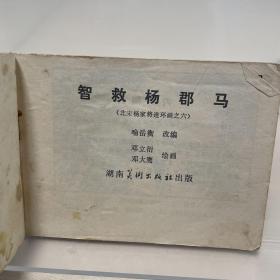 智救杨郡马
《北宋杨家将连环画之六》
喻岳衡 改编
邓立衍
邓大鹰 绘画
湖南美术出版社出版